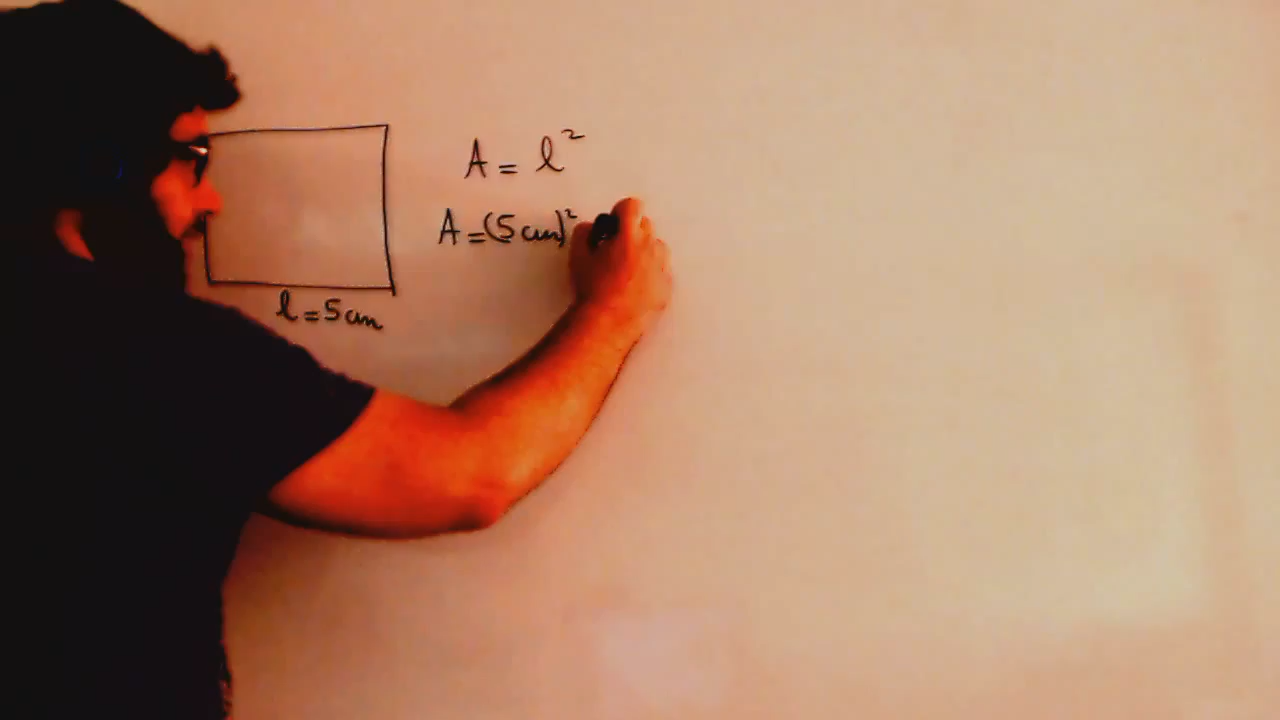 A = l²
A = (5 cm)²
l = 5 cm